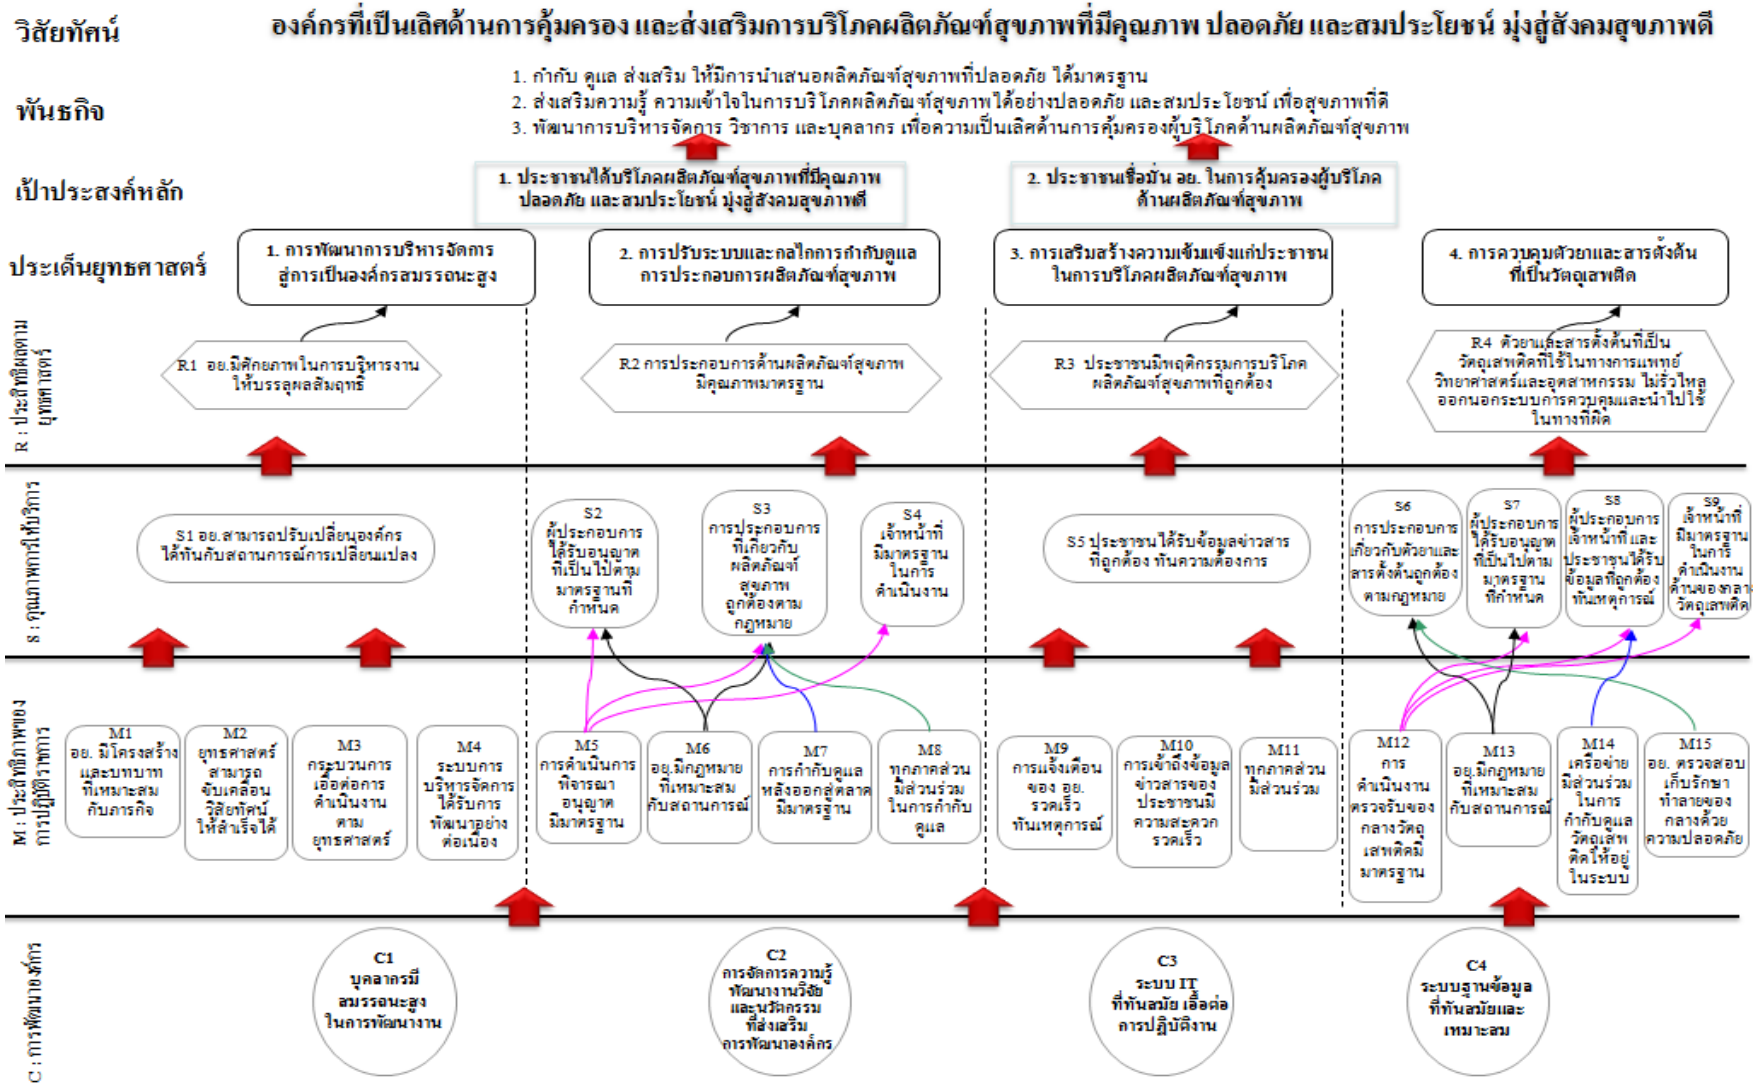 วิสัยทัศน์
องค์กรที่เป็นเลิศด้านการคุ้มครอง และส่งเสริมการบริโภคผลิตภัณฑ์สุขภาพที่มีคุณภาพ ปลอดภัย และสมประโยชน์ มุ่งสู่สังคมสุขภาพดี
พันธกิจ
1. กำกับ ดูแล ส่งเสริม ให้มีการนำเสนอผลิตภัณฑ์สุขภาพที่ปลอดภัย ได้มาตรฐาน
2. ส่งเสริมความรู้ ความเข้าใจในการบริโภคผลิตภัณฑ์สุขภาพได้อย่างปลอดภัย และสมประโยชน์ เพื่อสุขภาพที่ดี
3. พัฒนาการบริหารจัดการ วิชาการ และบุคลากร เพื่อความเป็นเลิศด้านการคุ้มครองผู้บริโภคด้านผลิตภัณฑ์สุขภาพ
เป้าประสงค์หลัก
1. ประชาชนได้บริโภคผลิตภัณฑ์สุขภาพที่มีคุณภาพ
ปลอดภัย และสมประโยชน์ มุ่งสู่สังคมสุขภาพดี
2. ประชาชนเชื่อมั่น อย. ในการคุ้มครองผู้บริโภค
ด้านผลิตภัณฑ์สุขภาพ
ประเด็นยุทธศาสตร์
1. การพัฒนาการบริหารจัดการ
สู่การเป็นองค์กรสมรรถนะสูง
2. การปรับระบบและกลไกการกำกับดูแล
การประกอบการผลิตภัณฑ์สุขภาพ
3. การเสริมสร้างความเข้มแข็งแก่ประชาชน
ในการบริโภคผลิตภัณฑ์สุขภาพ
4. การควบคุมตัวยาและสารตั้งต้น
ที่เป็นวัตถุเสพติด
R : ประสิทธิผลตาม
ยุทธศาสตร์
R1 อย.มีศักยภาพในการบริหารงาน
ให้บรรลุผลสัมฤทธิ์
R2 การประกอบการด้านผลิตภัณฑ์สุขภาพ
มีคุณภาพมาตรฐาน
R3 ประชาชนมีพฤติกรรมการบริโภค
ผลิตภัณฑ์สุขภาพที่ถูกต้อง
R4 ตัวยาและสารตั้งต้นที่เป็น
วัตถุเสพติดที่ใช้ในทางการแพทย์
วิทยาศาสตร์และอุตสาหกรรม ไม่รั่วไหล
ออกนอกระบบการควบคุมและนำไปใช้
ในทางที่ผิด
S : คุณภาพการให้บริการ
S1 อย.สามารถปรับเปลี่ยนองค์กร
ได้ทันกับสถานการณ์การเปลี่ยนแปลง
S2
ผู้ประกอบการ
ได้รับอนุญาต
ที่เป็นไปตาม
มาตรฐานที่
กำหนด
S3
การประกอบการ
ที่เกี่ยวกับ
ผลิตภัณฑ์
สุขภาพ
ถูกต้องตาม
กฎหมาย
S4
เจ้าหน้าที่
มีมาตรฐาน
ในการ
ดำเนินงาน
S5 ประชาชนได้รับข้อมูลข่าวสาร
ที่ถูกต้อง ทันความต้องการ
S6
การประกอบการ
เกี่ยวกับตัวยาและ
สารตั้งต้นถูกต้อง
ตามกฎหมาย
S7
ผู้ประกอบการ
ได้รับอนุญาต
ที่เป็นไปตาม
มาตรฐาน
ที่กำหนด
S8
ผู้ประกอบการ
เจ้าหน้าที่และ
ประชาชนได้รับ
ข้อมูลที่ถูกต้อง
ทันเหตุการณ์
S9
เจ้าหน้าที่
มีมาตรฐาน
ในการ
ดำเนินงาน
ด้านของกลาง
วัตถุเสพติด
M : ประสิทธิภาพของ
การปฏิบัติราชการ
M1
อย. มีโครงสร้าง
และบทบาท
ที่เหมาะสม
กับภารกิจ
M2
ยุทธศาสตร์
สามารถ
ขับเคลื่อน
วิสัยทัศน์
ให้สำเร็จได้
M3
กระบวนการ
เอื้อต่อการ
ดำเนินงาน
ตาม
ยุทธศาสตร์
M4
ระบบการ
บริหารจัดการ
ได้รับการ
พัฒนาอย่าง
ต่อเนื่อง
M5
การดำเนินการ
พิจารณา
อนุญาต
มีมาตรฐาน
M6
อย.มีกฎหมาย
ที่เหมาะสม
กับสถานการณ์
M7
การกำกับดูแล
หลังออกสู่ตลาด
มีมาตรฐาน
M8
ทุกภาคส่วน
มีส่วนร่วม
ในการกำกับ
ดูแล
M9
การแจ้งเตือน
ของ อย.
รวดเร็ว
ทันเหตุการณ์
M10
การเข้าถึงข้อมูล
ข่าวสารของ
ประชาชนมี
ความสะดวก
รวดเร็ว
M11
ทุกภาคส่วน
มีส่วนร่วม
M12
การ
ดำเนินงาน
ตรวจรับของ
กลางวัตถุ
เสพติดมี
มาตรฐาน
M13
อย.มีกฎหมาย
ที่เหมาะสม
กับสถานการณ์
M14
เครือข่าย
มีส่วนร่วม
ในการ
กำกับดูแล
วัตถุเสพ
ติดให้อยู่
ในระบบ
M15
อย. ตรวจสอบ
เก็บรักษา
ทำลายของ
กลางด้วย
ความปลอดภัย
C : การพัฒนาองค์กร
C1
บุคลากรมี
สมรรถนะสูง
ในการพัฒนางาน
C2
การจัดการความรู้
พัฒนางานวิจัย
และนวัตกรรม
ที่ส่งเสริม
การพัฒนาองค์กร
C3
ระบบ IT
ที่ทันสมัย เอื้อต่อ
การปฏิบัติงาน
C4
ระบบฐานข้อมูล
ที่ทันสมัยและ
เหมาะสม